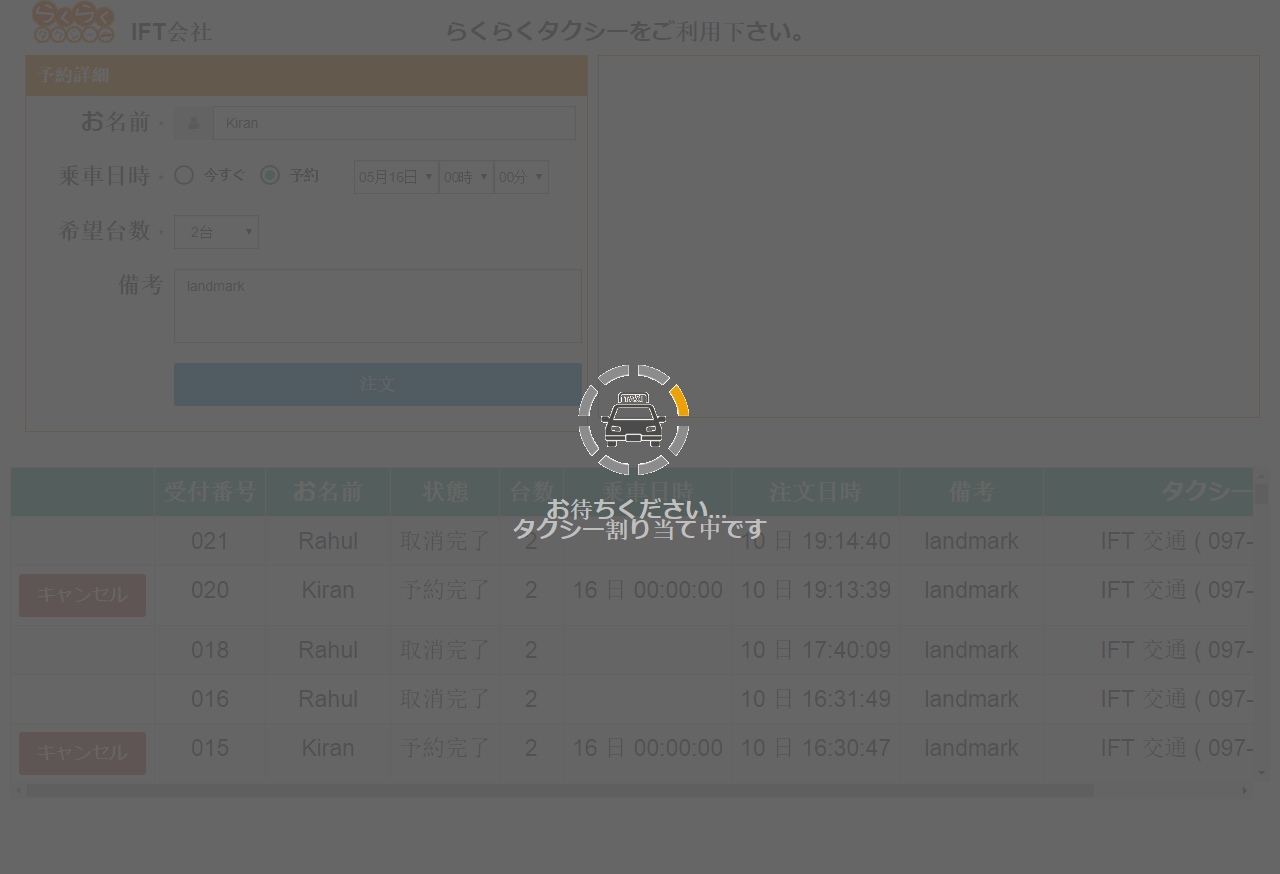 らくらく
タクシー
IFT会社
らくらくタクシーをご利用下さい。
予約詳細
お名前 * Kiran
乗車日時 * 今すぐ 予約 05月16日 00時 00分
希望台数 * 2台
備考 landmark
注文
TAXI
受付番号 お名前 状態 台数 乗車日時 注文日時 備考 タクシー
お待ちください...
タクシー割り当て中です
021 Rahul 取消完了 2 10 日 19:14:40 landmark IFT 交通 ( 097-
キャンセル 020 Kiran 予約完了 2 16 日 00:00:00 10 日 19:13:39 landmark IFT 交通 ( 097-
018 Rahul 取消完了 2 10 日 17:40:09 landmark IFT 交通 ( 097-
016 Rahul 取消完了 2 10 日 16:31:49 landmark IFT 交通 ( 097-
キャンセル 015 Kiran 予約完了 2 16 日 00:00:00 10 日 16:30:47 landmark IFT 交通 ( 097-